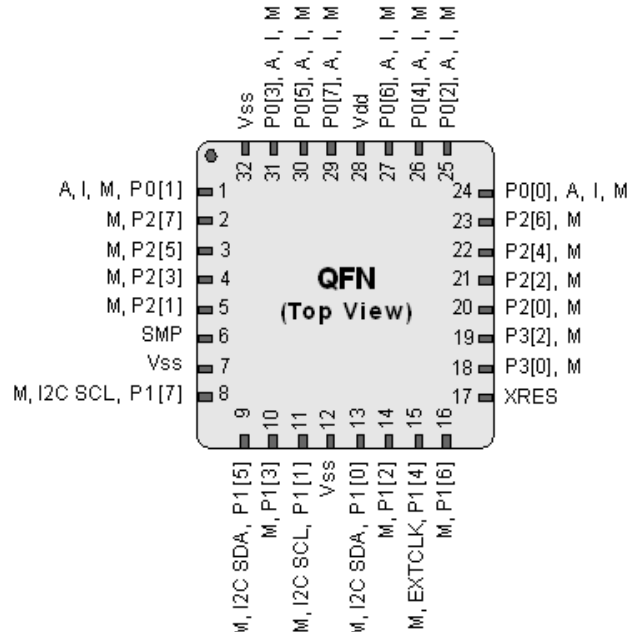 Vss
P0[3], A, I, M
P0[5], A, I, M
P0[7], A, I, M
Vdd
P0[6], A, I, M
P0[4], A, I, M
P0[2], A, I, M
32
31
30
29
28
27
26
25
A, I, M, P0[1] 1
M, P2[7] 2
M, P2[5] 3
M, P2[3] 4
M, P2[1] 5
SMP 6
Vss 7
M, I2C SCL, P1[7] 8
QFN
(Top View)
24 P0[0], A, I, M
23 P2[6], M
22 P2[4], M
21 P2[2], M
20 P2[0], M
19 P3[2], M
18 P3[0], M
17 XRES
9
10
11
12
13
14
15
16
M, I2C SDA, P1[5]
M, P1[3]
M, I2C SCL, P1[1]
Vss
M, I2C SDA, P1[0]
M, P1[2]
M, EXTCLK, P1[4]
M, P1[6]